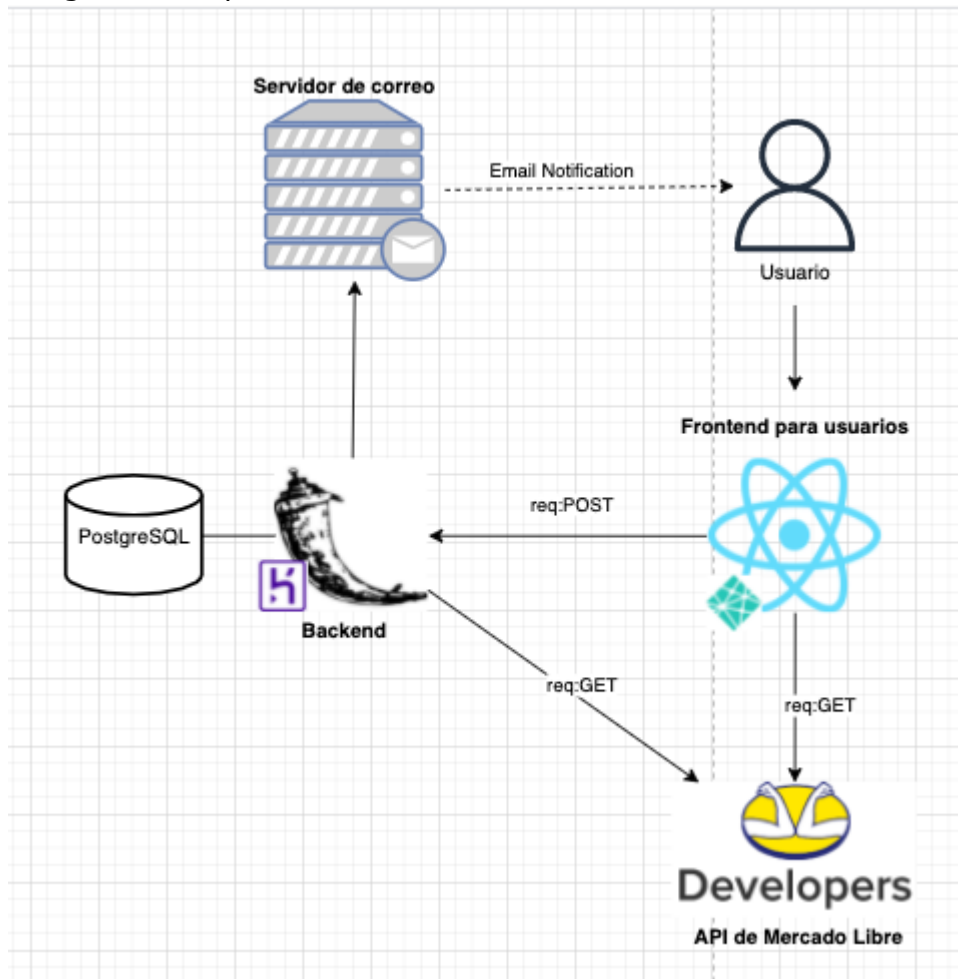 Servidor de correo
Email Notification
Usuario
Frontend para usuarios
req:POST
PostgreSQL
Backend
req:GET
req:GET
Developers
API de Mercado Libre